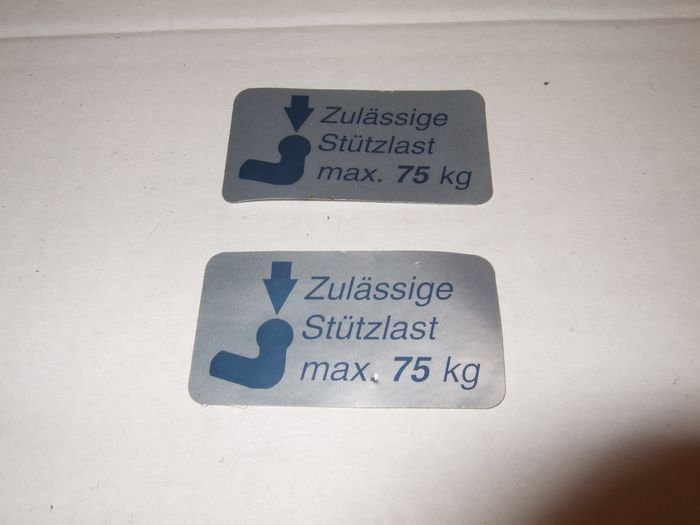 Zulässige
Stützlast
max. 75 kg
Zulässige
Stützlast
max. 75 kg